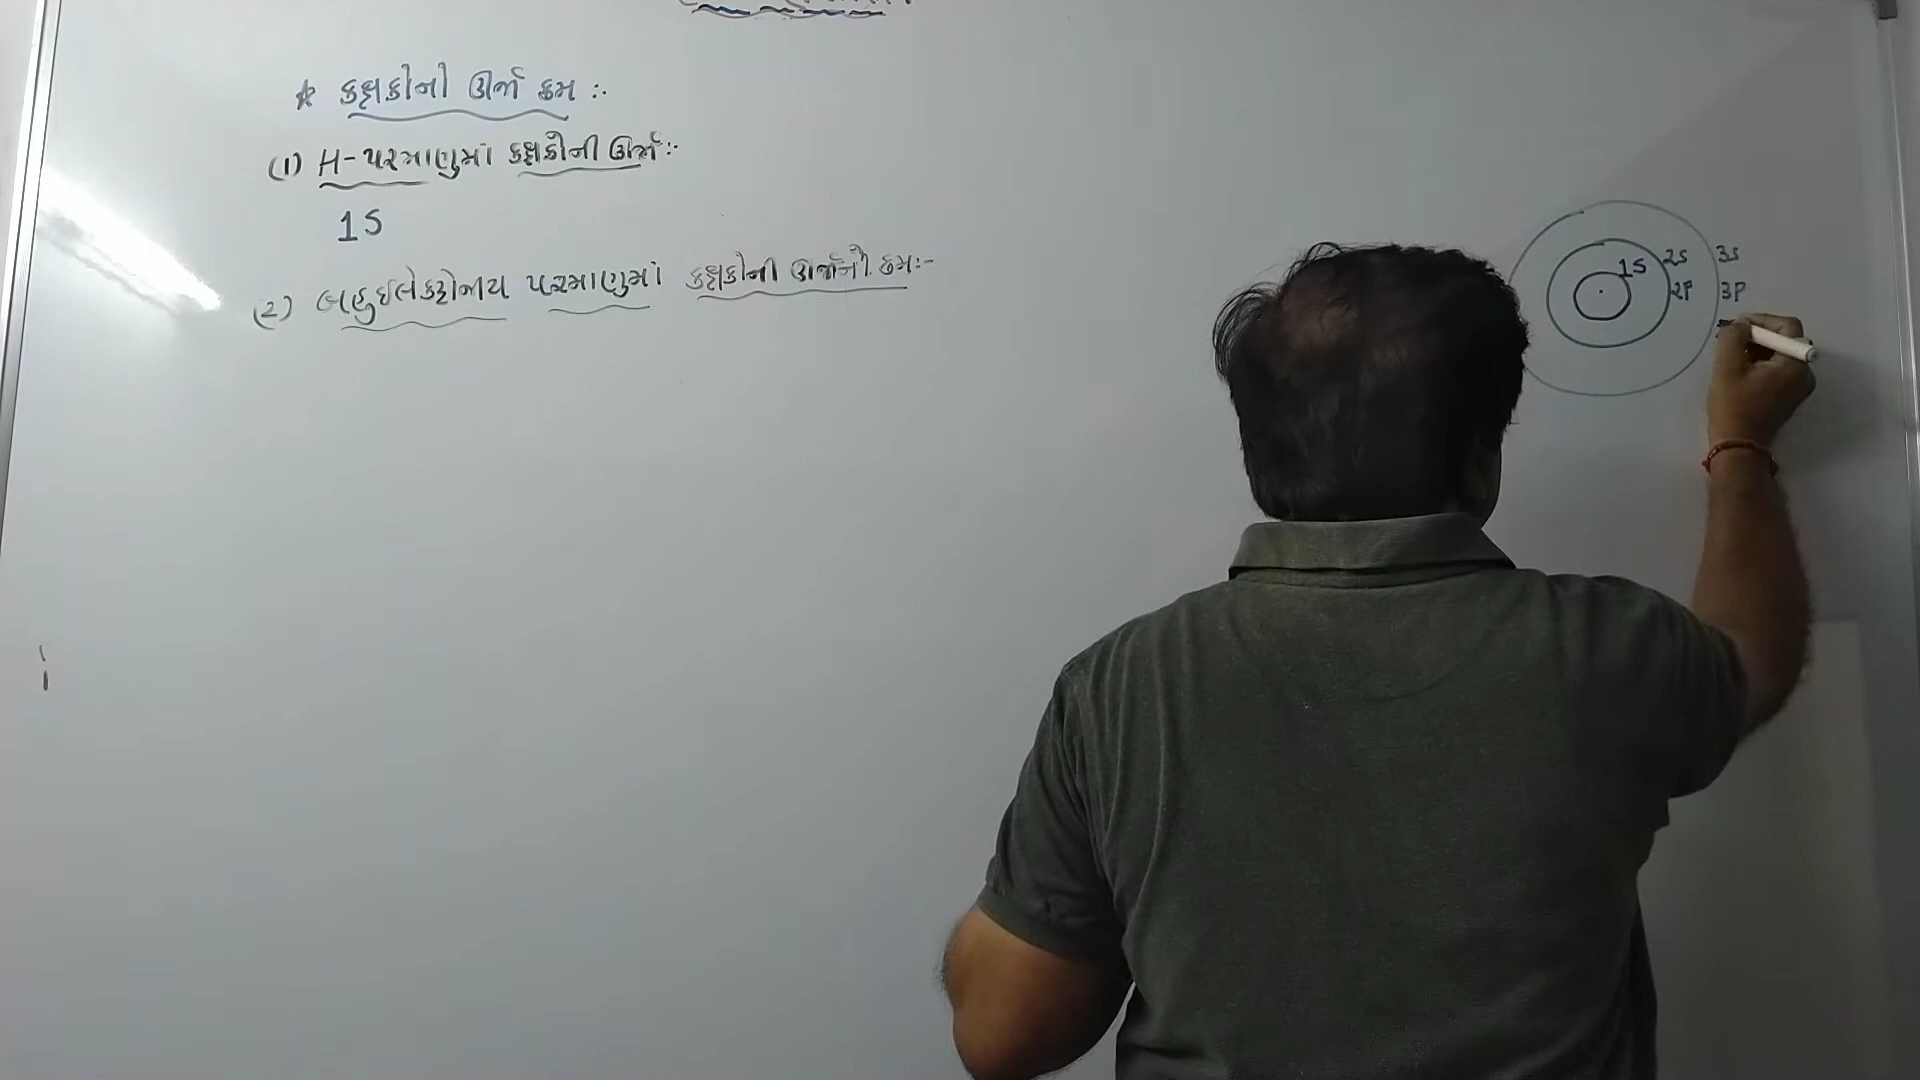 * કક્ષકોની ઊર્જા ક્રમ :-
(1) H-પરમાણુમાં કક્ષકોની ઊર્જા:-
1S
(2) બહુઇલેક્ટ્રોનીય પરમાણુમાં કક્ષકોની ઊર્જાનો ક્રમ:-
1S 2S 3S
2P 3P